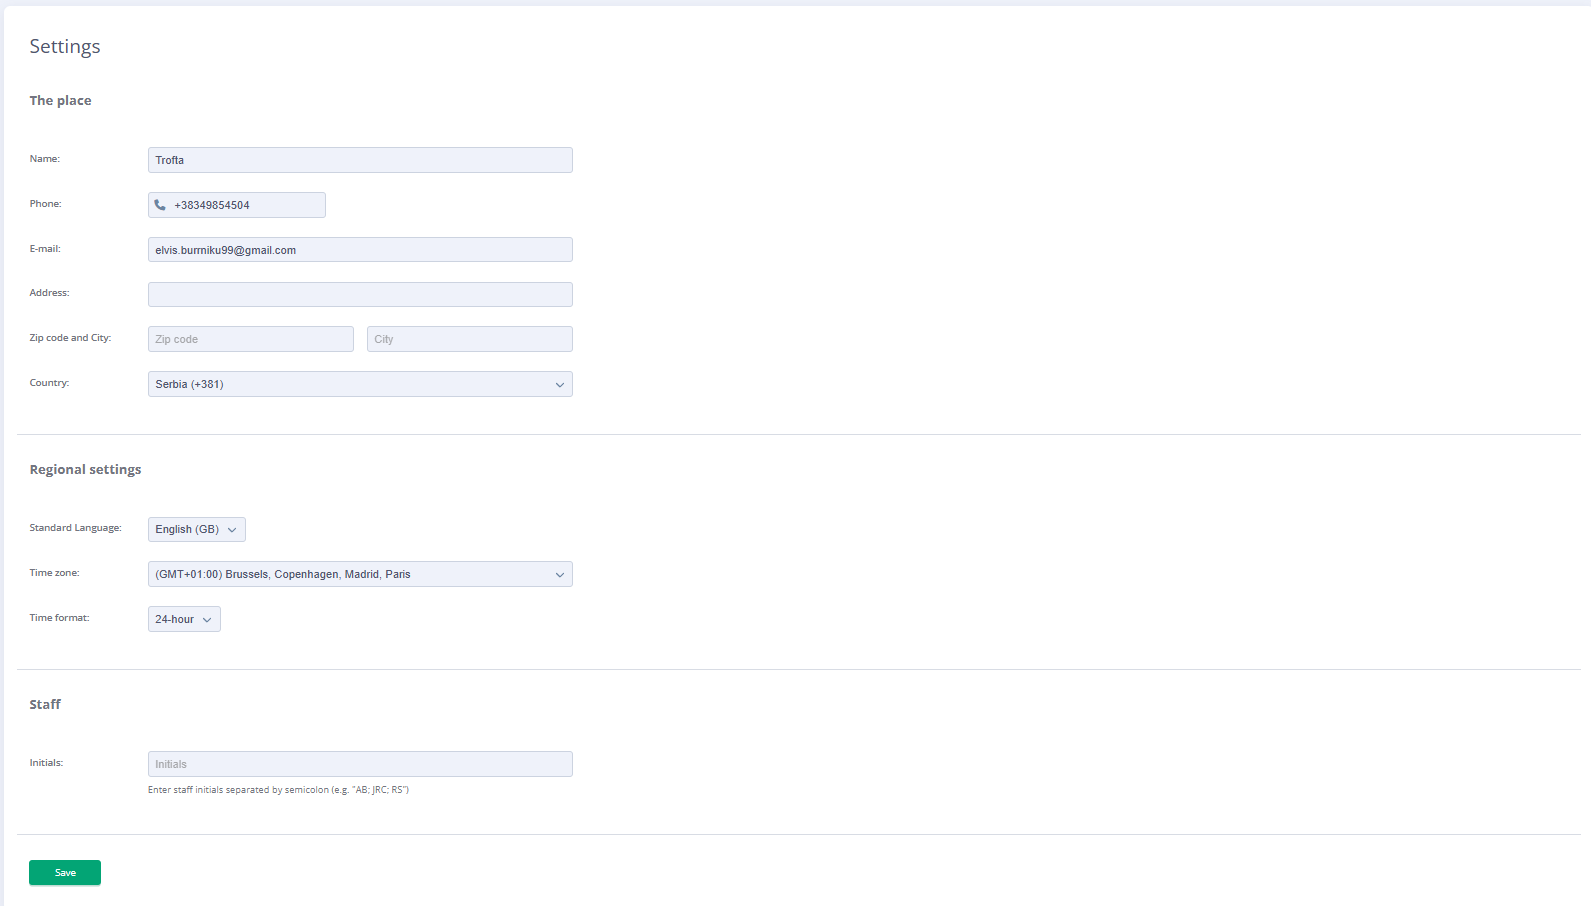 Settings
The place
Name: Trofta
Phone: +38349854504
E-mail: elvis.burrniku99@gmail.com
Address:
Zip code and City: Zip code City
Country: Serbia (+381)
Regional settings
Standard Language: English (GB)
Time zone: (GMT+01:00) Brussels, Copenhagen, Madrid, Paris
Time format: 24-hour
Staff
Initials: Initials
Enter staff initials separated by semicolon (e.g. "AB; JRC; RS")
Save